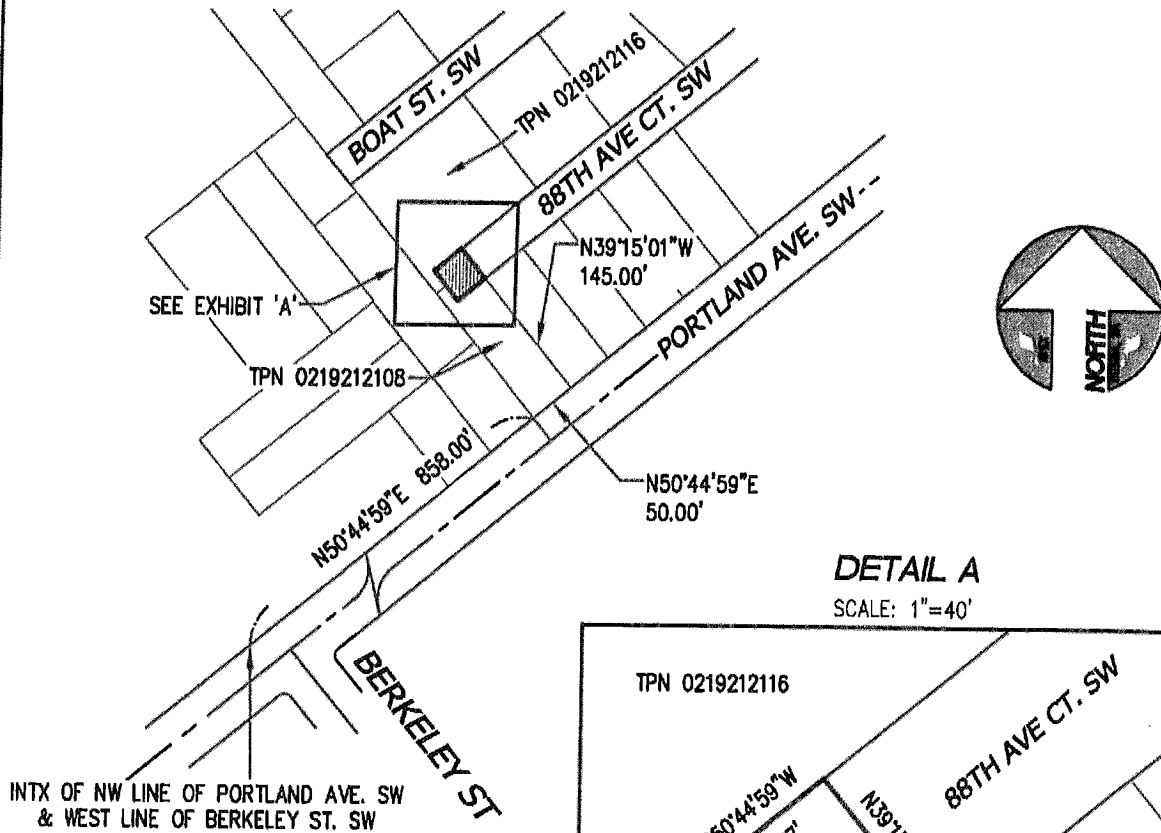 BOAT ST. SW
TPN 0219212116
88TH AVE CT. SW
N39°15'01"W
145.00'
PORTLAND AVE. SW
SEE EXHIBIT 'A'
TPN 0219212108
NORTH
N50°44'59"E 858.00'
N50°44'59"E
50.00'
DETAIL A
SCALE: 1"=40'
BERKELEY ST
INTX OF NW LINE OF PORTLAND AVE. SW
& WEST LINE OF BERKELEY ST. SW
TPN 0219212116
88TH AVE CT. SW
50°44'59"W